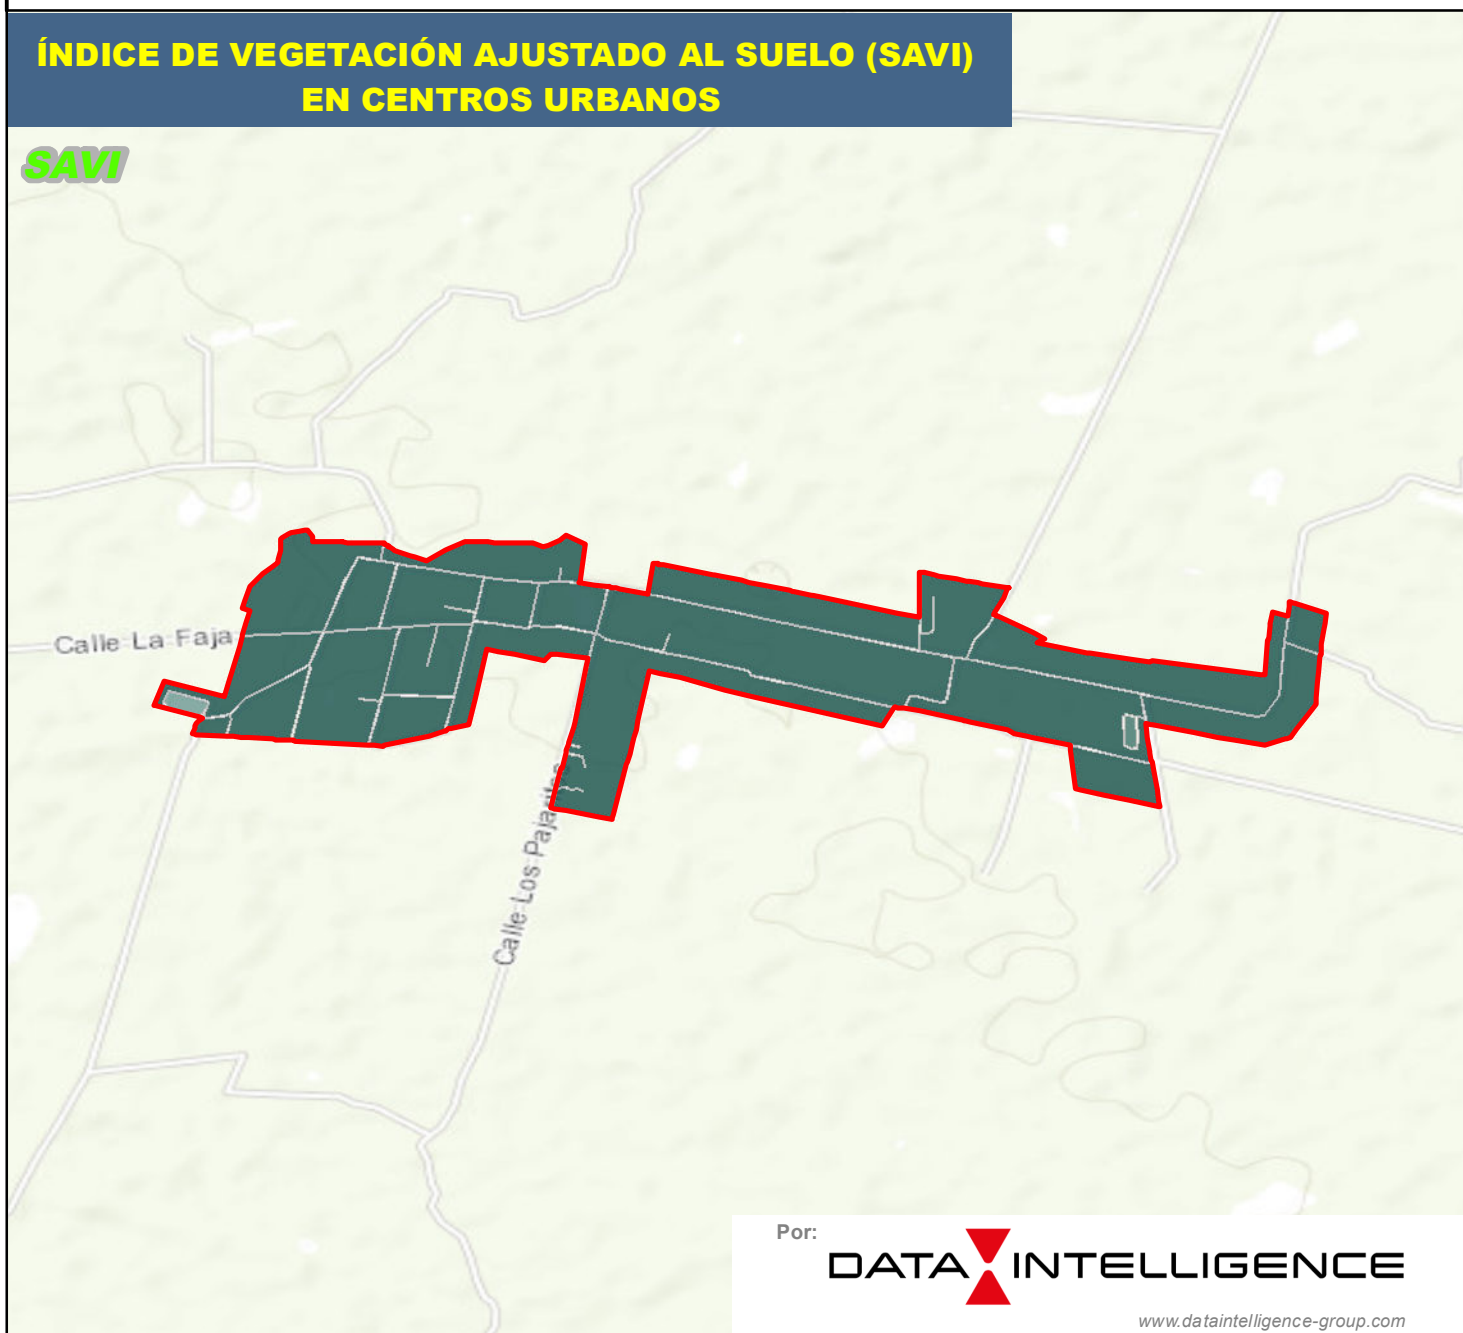 ÍNDICE DE VEGETACIÓN AJUSTADO AL SUELO (SAVI)
EN CENTROS URBANOS
SAVI
Calle La Faja
Calle Los
Por:
DATA INTELLIGENCE
www.dataintelligence-group.com